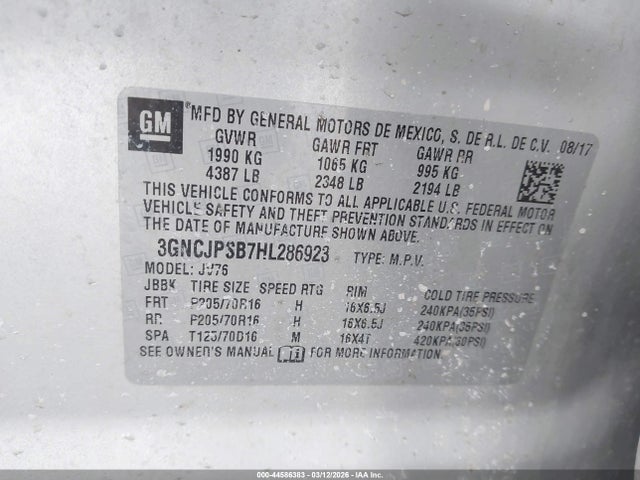 GM
MFD BY GENERAL MOTORS DE MEXICO, S. DE R.L. DE C.V. 08/17
GVWR GAWR FRT GAWR RR
1990 KG 1065 KG 995 KG
4387 LB 2348 LB 2194 LB
THIS VEHICLE CONFORMS TO ALL APPLICABLE U.S. FEDERAL MOTOR
VEHICLE SAFETY AND THEFT PREVENTION STANDARDS IN EFFECT ON
THE DATE OF MANUFACTURE SHOWN ABOVE.
3GNCJPSB7HL286923 TYPE: M.P.V.
MODEL: JV76
JBBK TIRE SIZE SPEED RTG RIM COLD TIRE PRESSURE
FRT P205/70R16 H 16X6.5J 240KPA(35PSI)
RR P205/70R16 H 16X6.5J 240KPA(35PSI)
SPA M 16X4T 420KPA(60PSI)
SEE OWNER'S MANUAL FOR MORE INFORMATION.
000-44586383 - 03/12/2026 - IAA Inc.